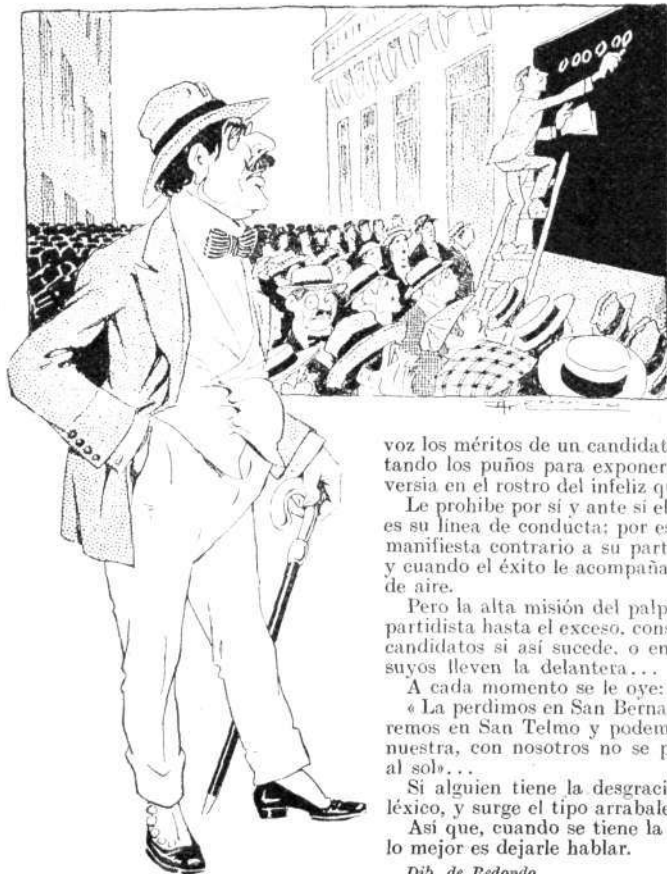 00000
voz los méritos de un candidat
tando los puños para exponer
versia en el rostro del infeliz q
Le prohibe por sí y ante sí el
es su línea de conducta; por es
manifiesta contrario a su part
y cuando el éxito le acompaña
de aire.
Pero la alta misión del palp
partidista hasta el exceso, cons
candidatos si así sucede, o en
suyos lleven la delantera...
A cada momento se le oye:
« La perdimos en San Berna
remos en San Telmo y podem
nuestra, con nosotros no se p
al sol»...
Si alguien tiene la desgraci
léxico, y surge el tipo arrabale
Así que, cuando se tiene la
lo mejor es dejarle hablar.
Dib. de Redondo